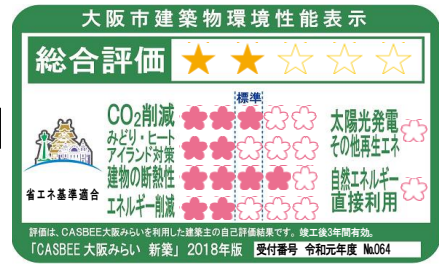 大阪市建築物環境性能表示
総合評価
標準
CO2削減
みどり・ヒート
アイランド対策
建物の断熱性
エネルギー削減
太陽光発電
その他再生エネ
自然エネルギー
直接利用
省エネ基準適合
評価は、CASBEE大阪みらいを利用した建築主の自己評価結果です。竣工後3年間有効。
「CASBEE大阪みらい 新築」2018年版 受付番号 令和元年度 №064